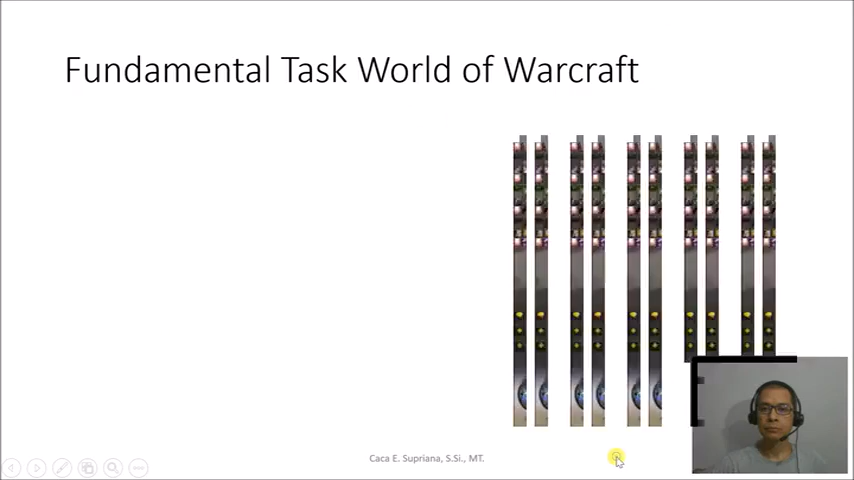 Fundamental Task World of Warcraft
Caca E. Supriana, S.Si., MT.